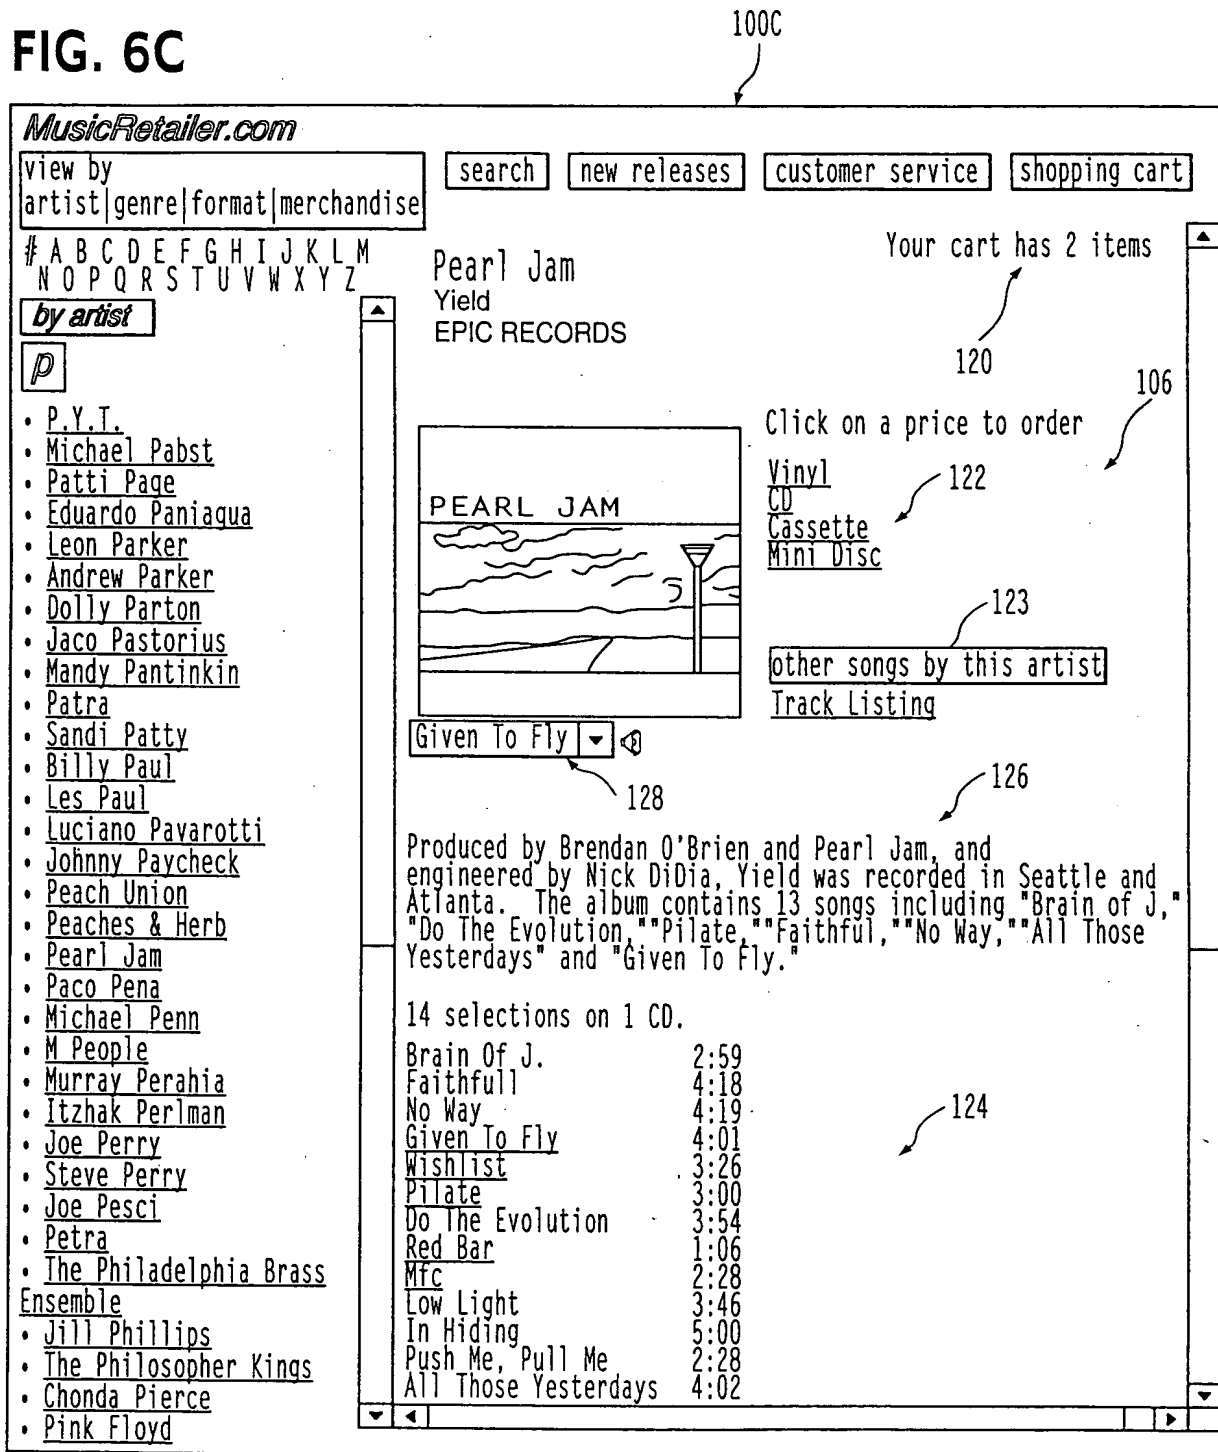 FIG. 6C
100C
MusicRetailer.com
view by
artist|genre|format|merchandise
search
new releases
customer service
shopping cart
# A B C D E F G H I J K L M
N O P Q R S T U V W X Y Z
by artist
p
• P.Y.T.
• Michael Pabst
• Patti Page
• Eduardo Paniagua
• Leon Parker
• Andrew Parker
• Dolly Parton
• Jaco Pastorius
• Mandy Pantinkin
• Patra
• Sandi Patty
• Billy Paul
• Les Paul
• Luciano Pavarotti
• Johnny Paycheck
• Peach Union
• Peaches & Herb
• Pearl Jam
• Paco Pena
• Michael Penn
• M People
• Murray Perahia
• Itzhak Perlman
• Joe Perry
• Steve Perry
• Joe Pesci
• Petra
• The Philadelphia Brass
Ensemble
• Jill Phillips
• The Philosopher Kings
• Chonda Pierce
• Pink Floyd
Pearl Jam
Yield
EPIC RECORDS
Your cart has 2 items
120
106
PEARL JAM
Click on a price to order
Vinyl
CD
Cassette
Mini Disc
122
123
other songs by this artist
Track Listing
Given To Fly
128
126
Produced by Brendan O'Brien and Pearl Jam, and
engineered by Nick DiDia, Yield was recorded in Seattle and
Atlanta. The album contains 13 songs including "Brain of J,"
"Do The Evolution,""Pilate,""Faithful,""No Way,""All Those
Yesterdays" and "Given To Fly."
14 selections on 1 CD.
Brain Of J. 2:59
Faithfull 4:18
No Way 4:19
Given To Fly 4:01
Wishlist 3:26
Pilate 3:00
Do The Evolution 3:54
Red Bar 1:06
Mfc 2:28
Low Light 3:46
In Hiding 5:00
Push Me, Pull Me 2:28
All Those Yesterdays 4:02
124